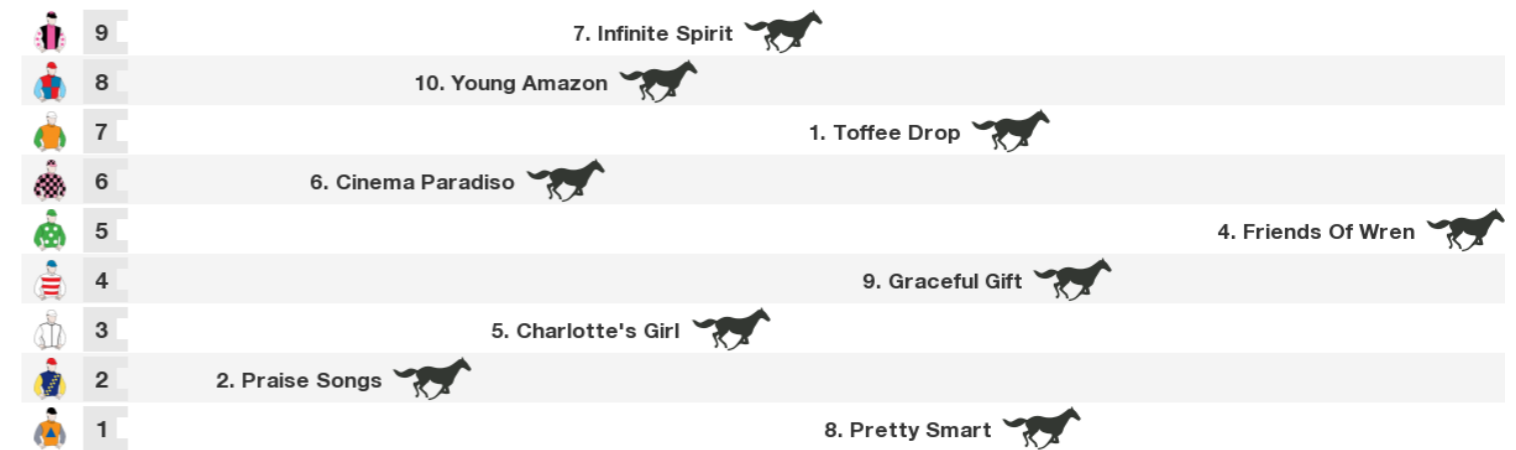 9 7. Infinite Spirit
8 10. Young Amazon
7 1. Toffee Drop
6 6. Cinema Paradiso
5 4. Friends Of Wren
4 9. Graceful Gift
3 5. Charlotte's Girl
2 2. Praise Songs
1 8. Pretty Smart